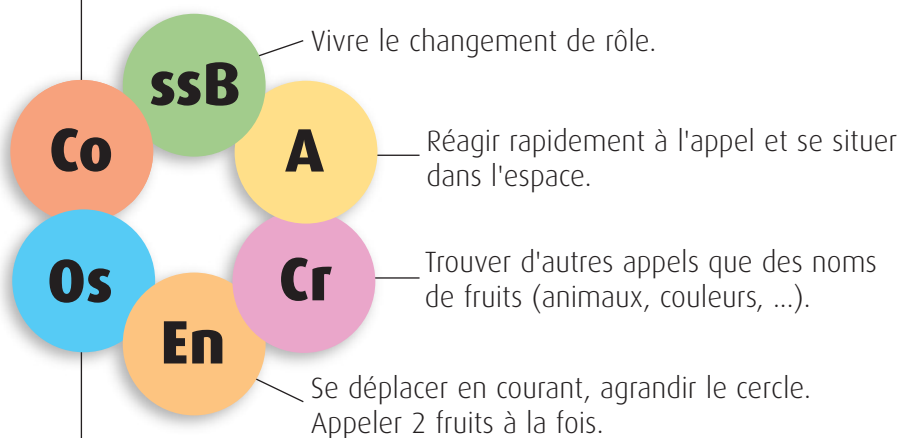 ssB
Vivre le changement de rôle.
Co
A
Réagir rapidement à l'appel et se situer
dans l'espace.
Os
Cr
Trouver d'autres appels que des noms
de fruits (animaux, couleurs, ...).
En
Se déplacer en courant, agrandir le cercle.
Appeler 2 fruits à la fois.